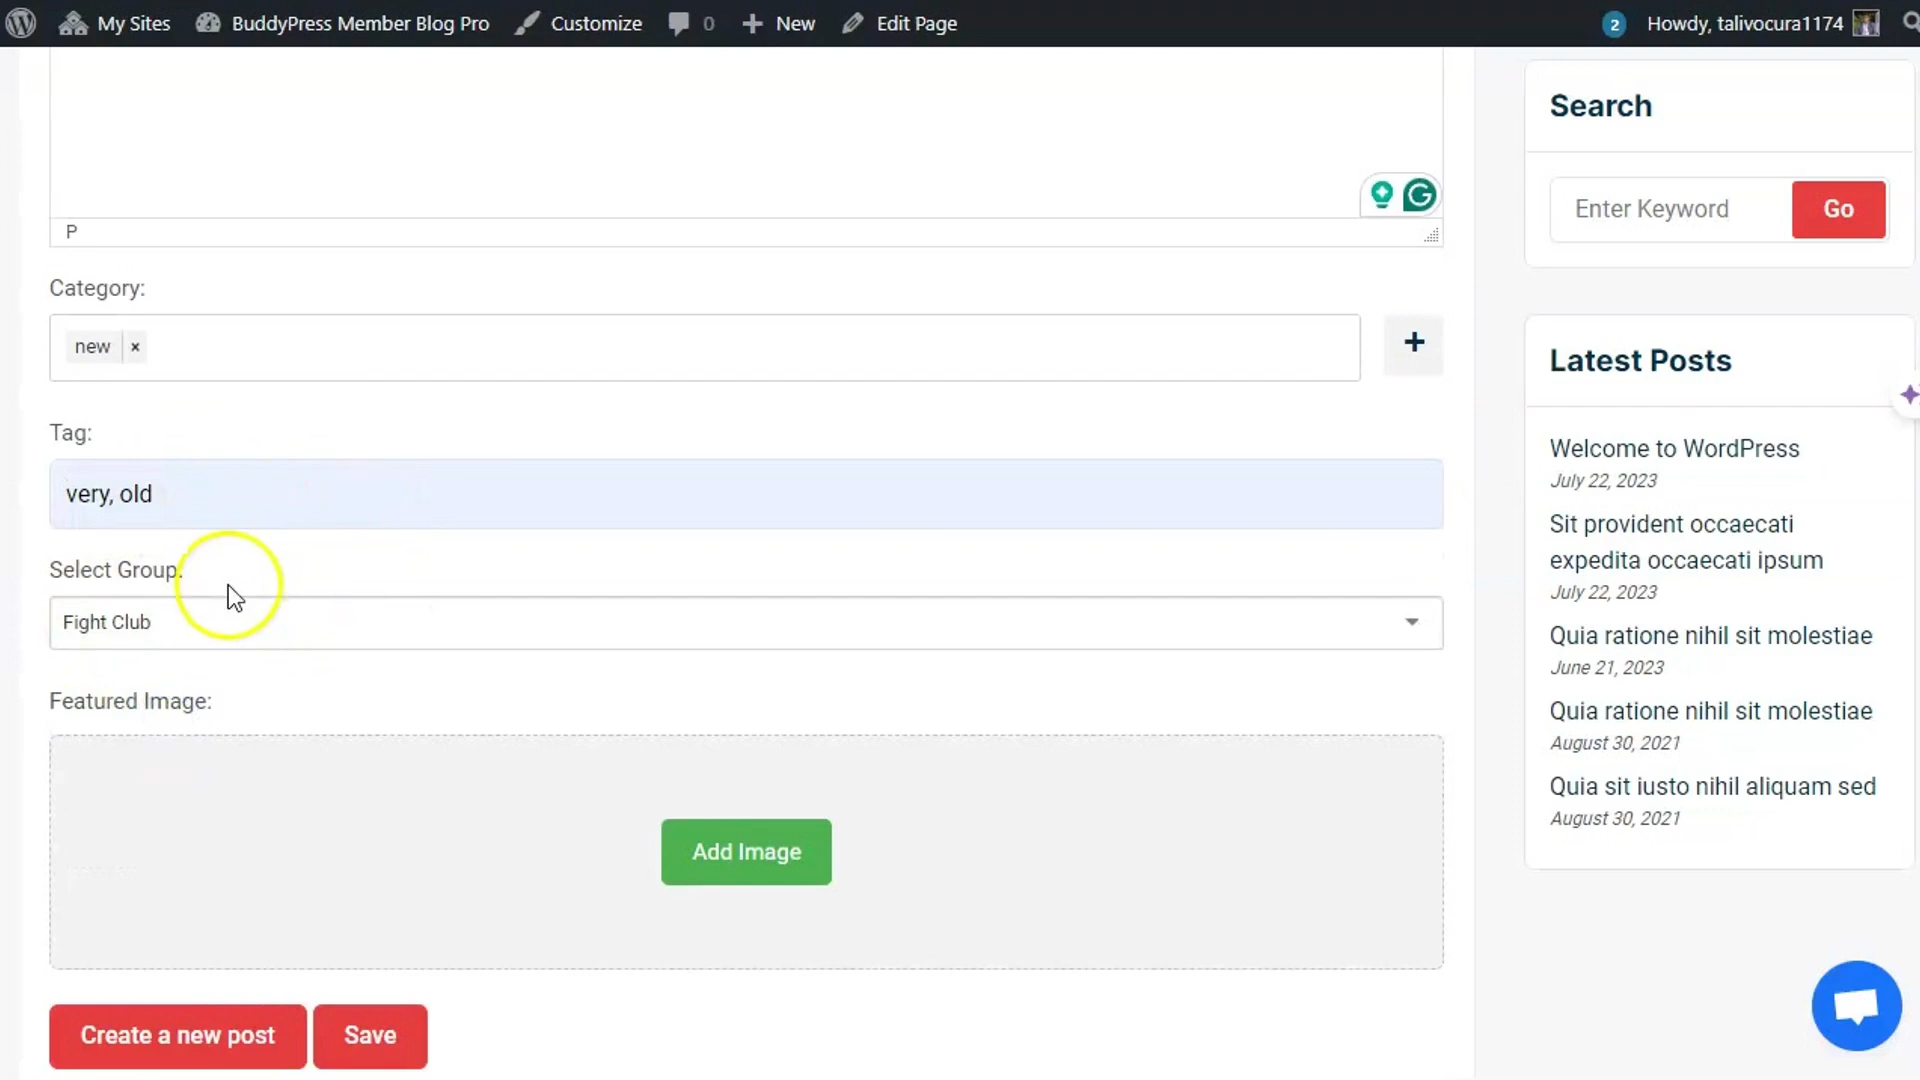 My Sites BuddyPress Member Blog Pro Customize 0 New Edit Page 2 Howdy, talivocura1174
P
Category:
new ×
+
Tag:
very, old
Select Group:
Fight Club
Featured Image:
Add Image
Create a new post Save
Search
Enter Keyword Go
Latest Posts
Welcome to WordPress
July 22, 2023
Sit provident occaecati
expedita occaecati ipsum
July 22, 2023
Quia ratione nihil sit molestiae
June 21, 2023
Quia ratione nihil sit molestiae
August 30, 2021
Quia sit iusto nihil aliquam sed
August 30, 2021